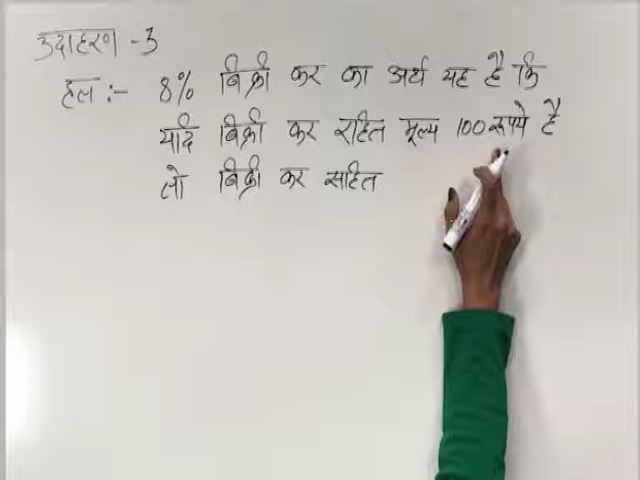 उदाहरण -3
हल :- 8% बिक्री कर का अर्थ यह है कि
यदि बिक्री कर रहित मूल्य 100 रूपये है
तो बिक्री कर सहित